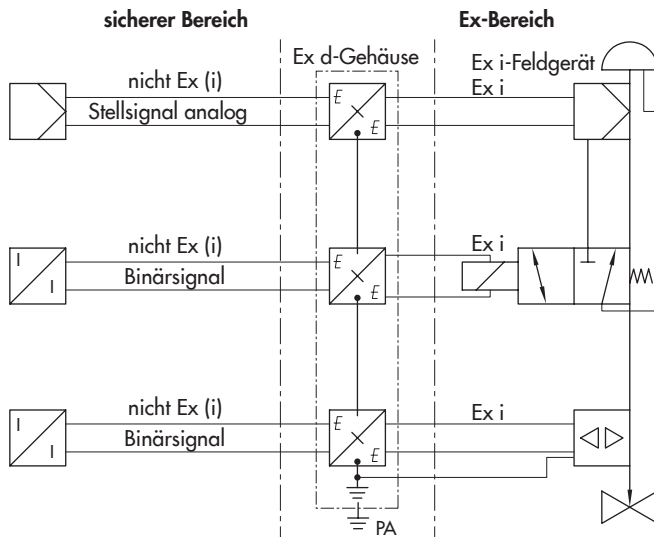 sicherer Bereich
Ex-Bereich
Ex d-Gehäuse
Ex i-Feldgerät
nicht Ex (i)
Stellsignal analog
E
E
Ex i
I
I
nicht Ex (i)
Binärsignal
E
E
Ex i
I
I
nicht Ex (i)
Binärsignal
E
E
Ex i
PA